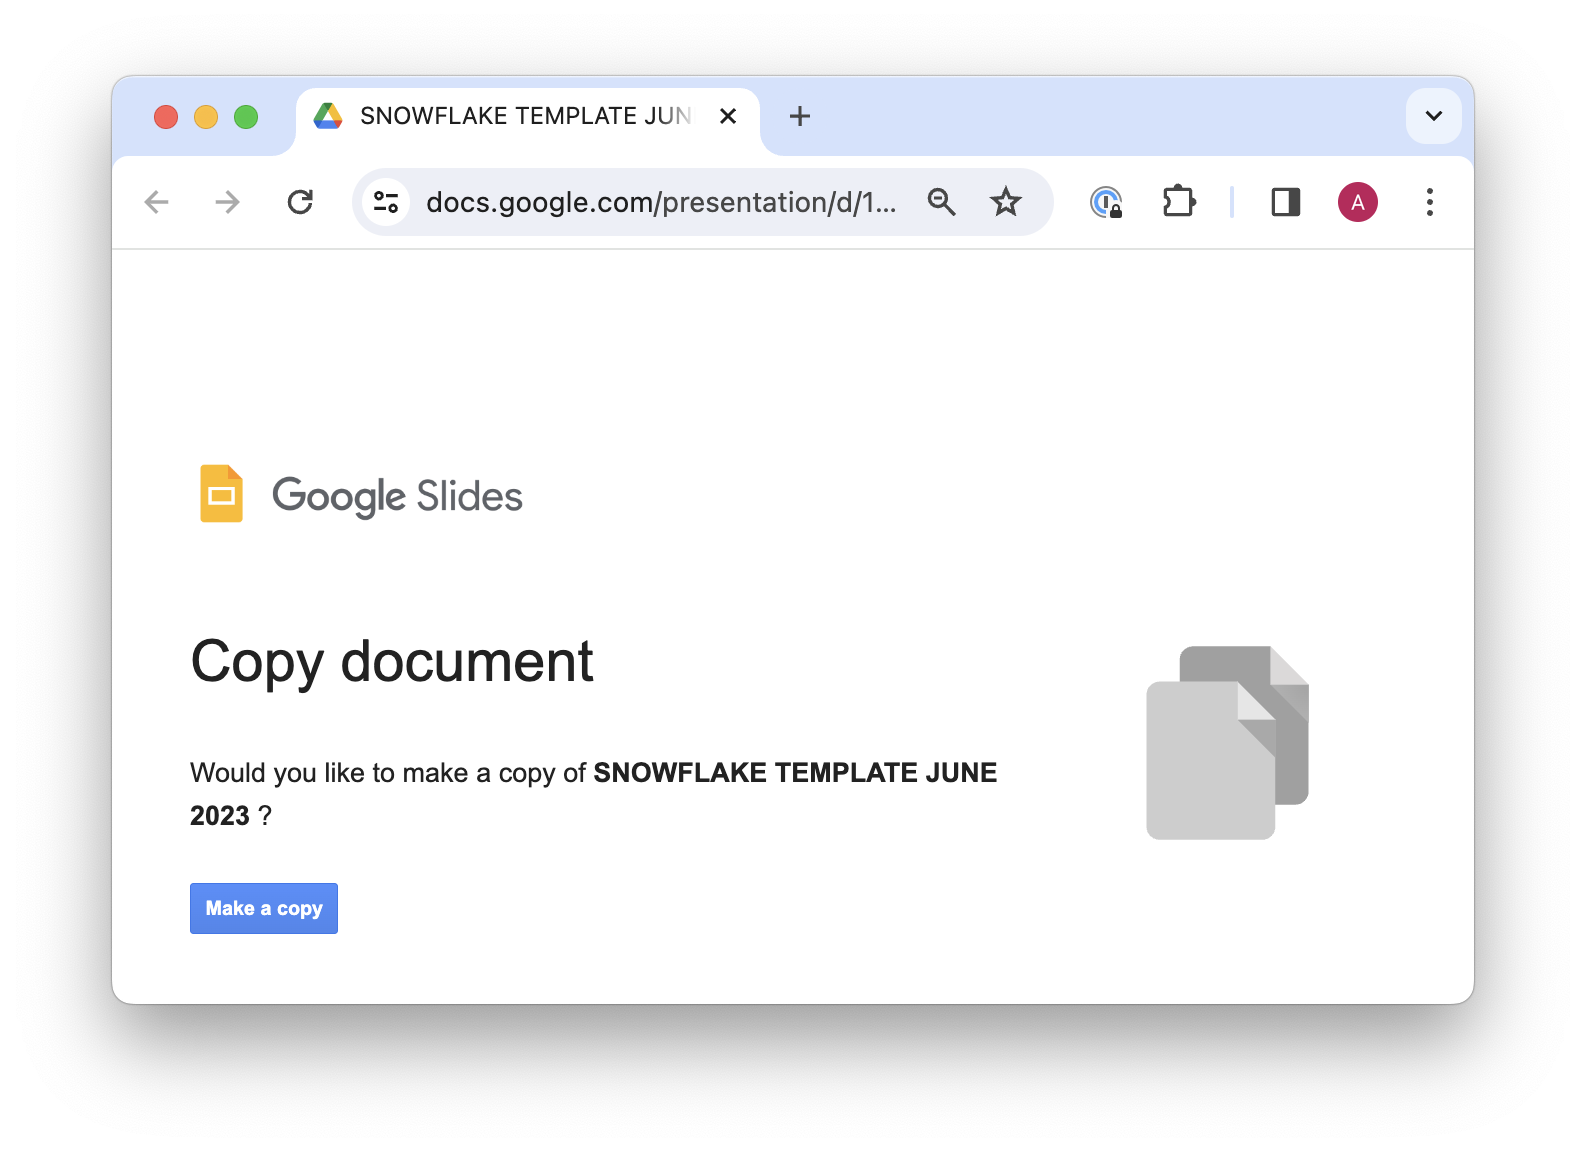 SNOWFLAKE TEMPLATE JUN
docs.google.com/presentation/d/1...
A
Google Slides
Copy document
Would you like to make a copy of SNOWFLAKE TEMPLATE JUNE
2023 ?
Make a copy